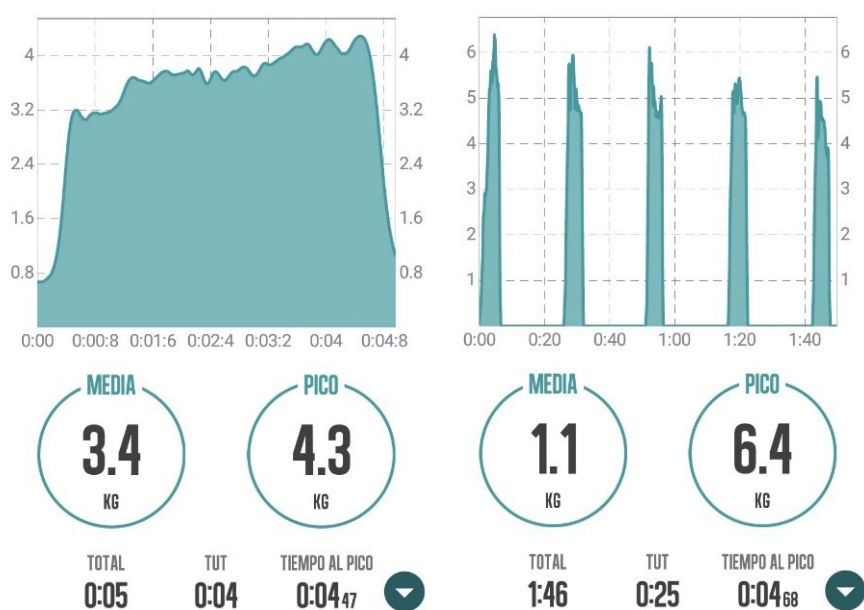 4 4
3.2 3.2
2.4 2.4
1.6 1.6
0.8 0.8
0:00 0:00:8 0:01:6 0:02:4 0:03:2 0:04 0:04:8
MEDIA PICO
3.4 4.3
KG KG
TOTAL TUT TIEMPO AL PICO
0:05 0:04 0:04 47
6 6
5 5
4 4
3 3
2 2
1 1
0:00 0:20 0:40 1:00 1:20 1:40
MEDIA PICO
1.1 6.4
KG KG
TOTAL TUT TIEMPO AL PICO
1:46 0:25 0:04 68